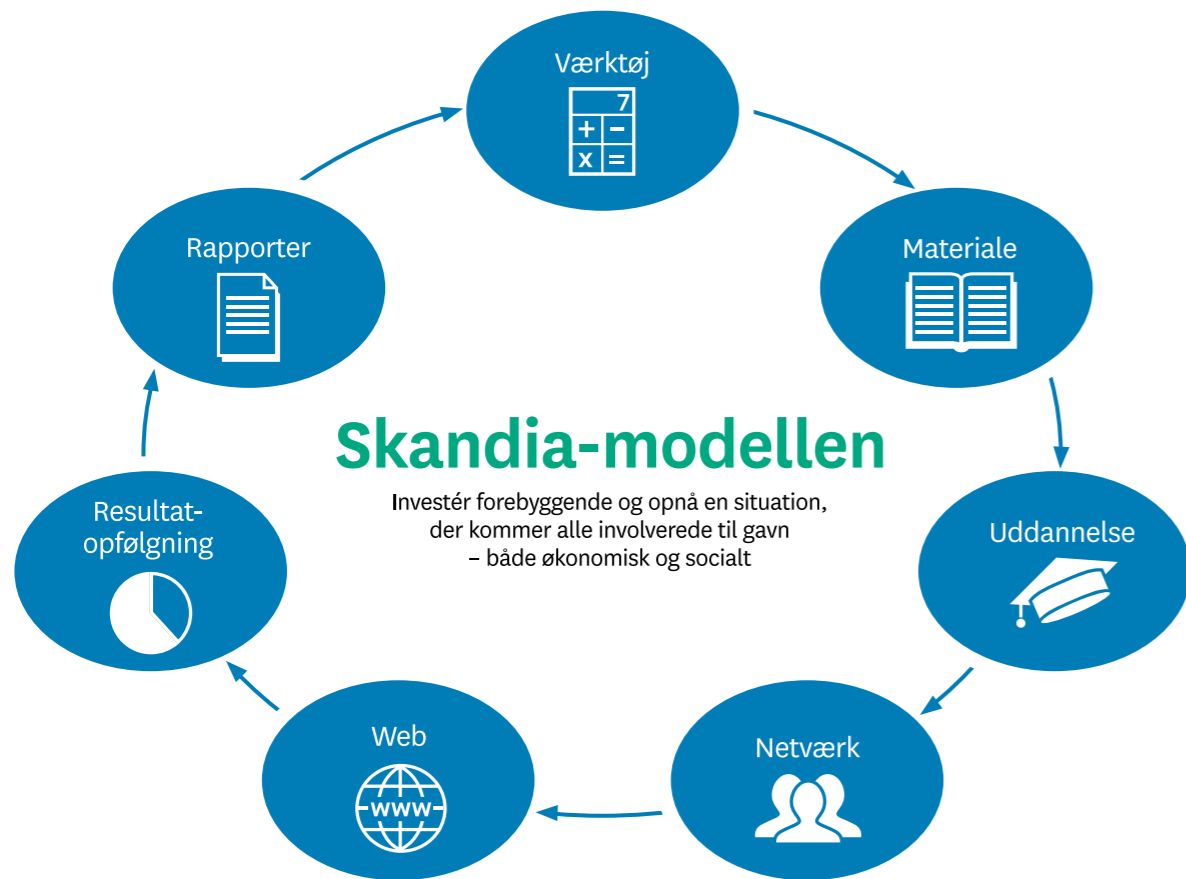 Værktøj
7
+ -
x =
Materiale
Uddannelse
Netværk
Web
www
Resultat-
opfølgning
Rapporter
Skandia-modellen
Investér forebyggende og opnå en situation,
der kommer alle involverede til gavn
– både økonomisk og socialt